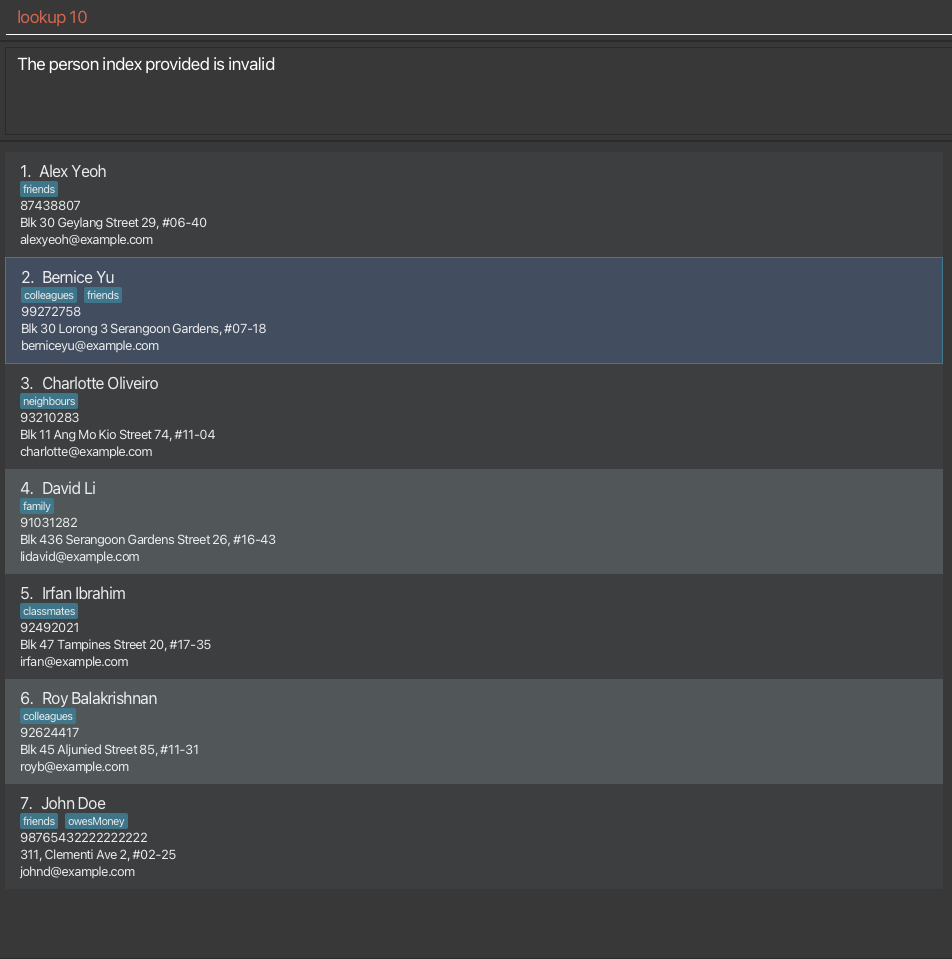 lookup 10
The person index provided is invalid
1. Alex Yeoh
friends
87438807
Blk 30 Geylang Street 29, #06-40
alexyeoh@example.com
2. Bernice Yu
colleagues friends
99272758
Blk 30 Lorong 3 Serangoon Gardens, #07-18
berniceyu@example.com
3. Charlotte Oliveiro
neighbours
93210283
Blk 11 Ang Mo Kio Street 74, #11-04
charlotte@example.com
4. David Li
family
91031282
Blk 436 Serangoon Gardens Street 26, #16-43
lidavid@example.com
5. Irfan Ibrahim
classmates
92492021
Blk 47 Tampines Street 20, #17-35
irfan@example.com
6. Roy Balakrishnan
colleagues
92624417
Blk 45 Aljunied Street 85, #11-31
royb@example.com
7. John Doe
friends owesMoney
98765432222222222
311, Clementi Ave 2, #02-25
johnd@example.com